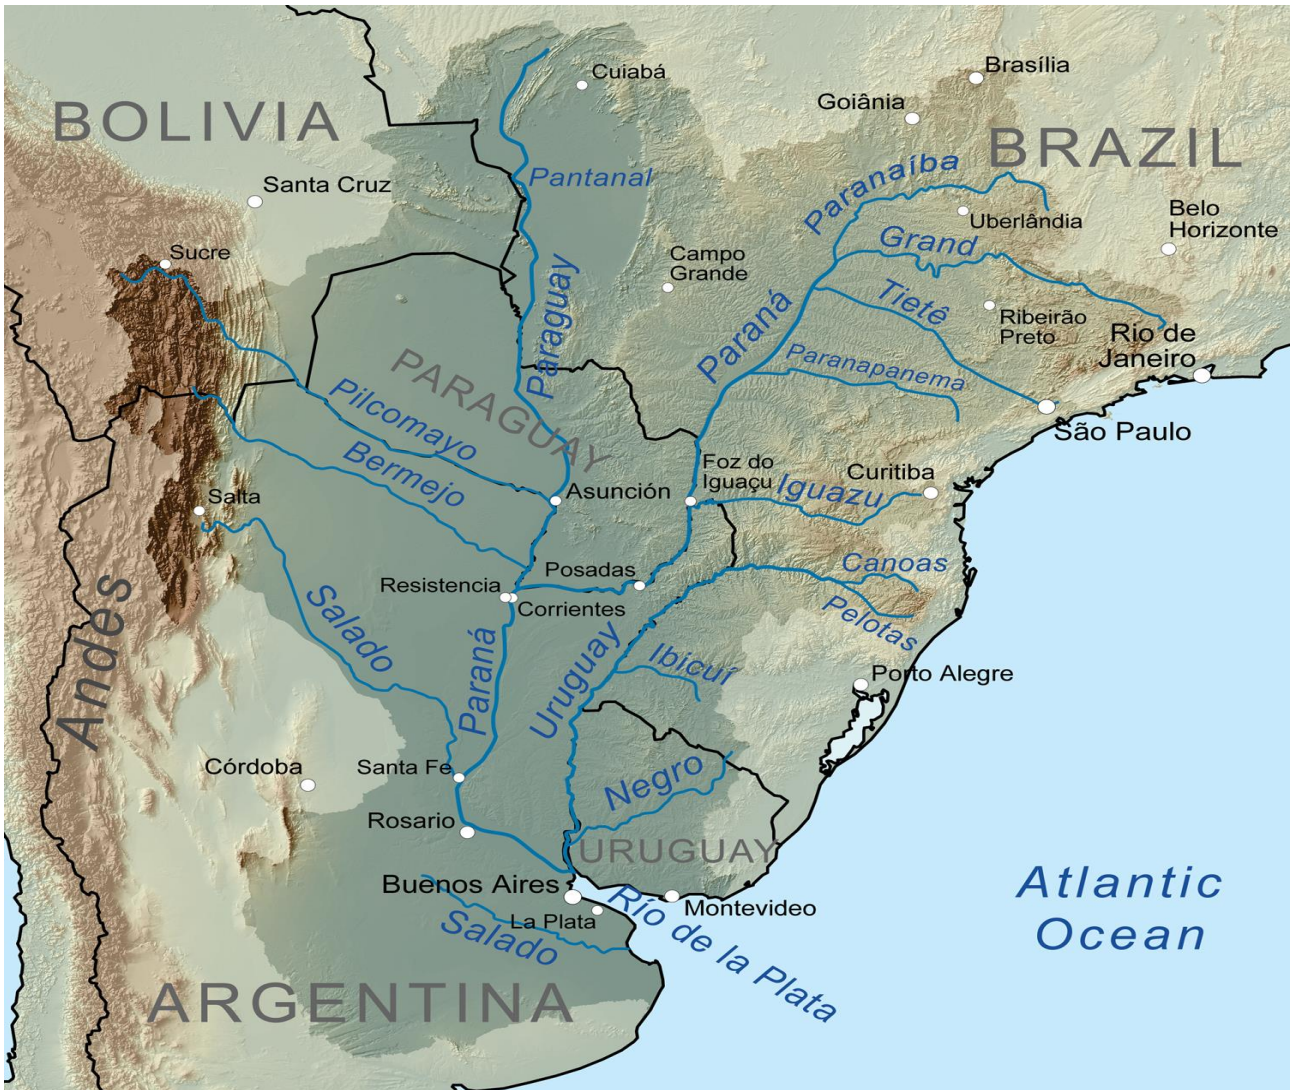 Cuiabá
Brasília
Goiânia
BOLIVIA
BRAZIL
Pantanal
Paranaíba
Santa Cruz
Uberlândia
Belo
Horizonte
Sucre
Campo
Grande
Grand
Tietê
Ribeirão
Preto
Paraguay
Paraná
Rio de
Janeiro
Paranapanema
PARAGUAY
Pilcomayo
São Paulo
Bermejo
Foz do
Iguaçu
Curitiba
Iguazu
Asunción
Salta
Posadas
Canoas
Resistencia
Corrientes
Pelotas
Salado
Andes
Paraná
Uruguay
Ibicuí
Porto Alegre
Córdoba
Santa Fe
Negro
Rosario
URUGUAY
Buenos Aires
Montevideo
La Plata
Río de la Plata
Salado
Atlantic
Ocean
ARGENTINA